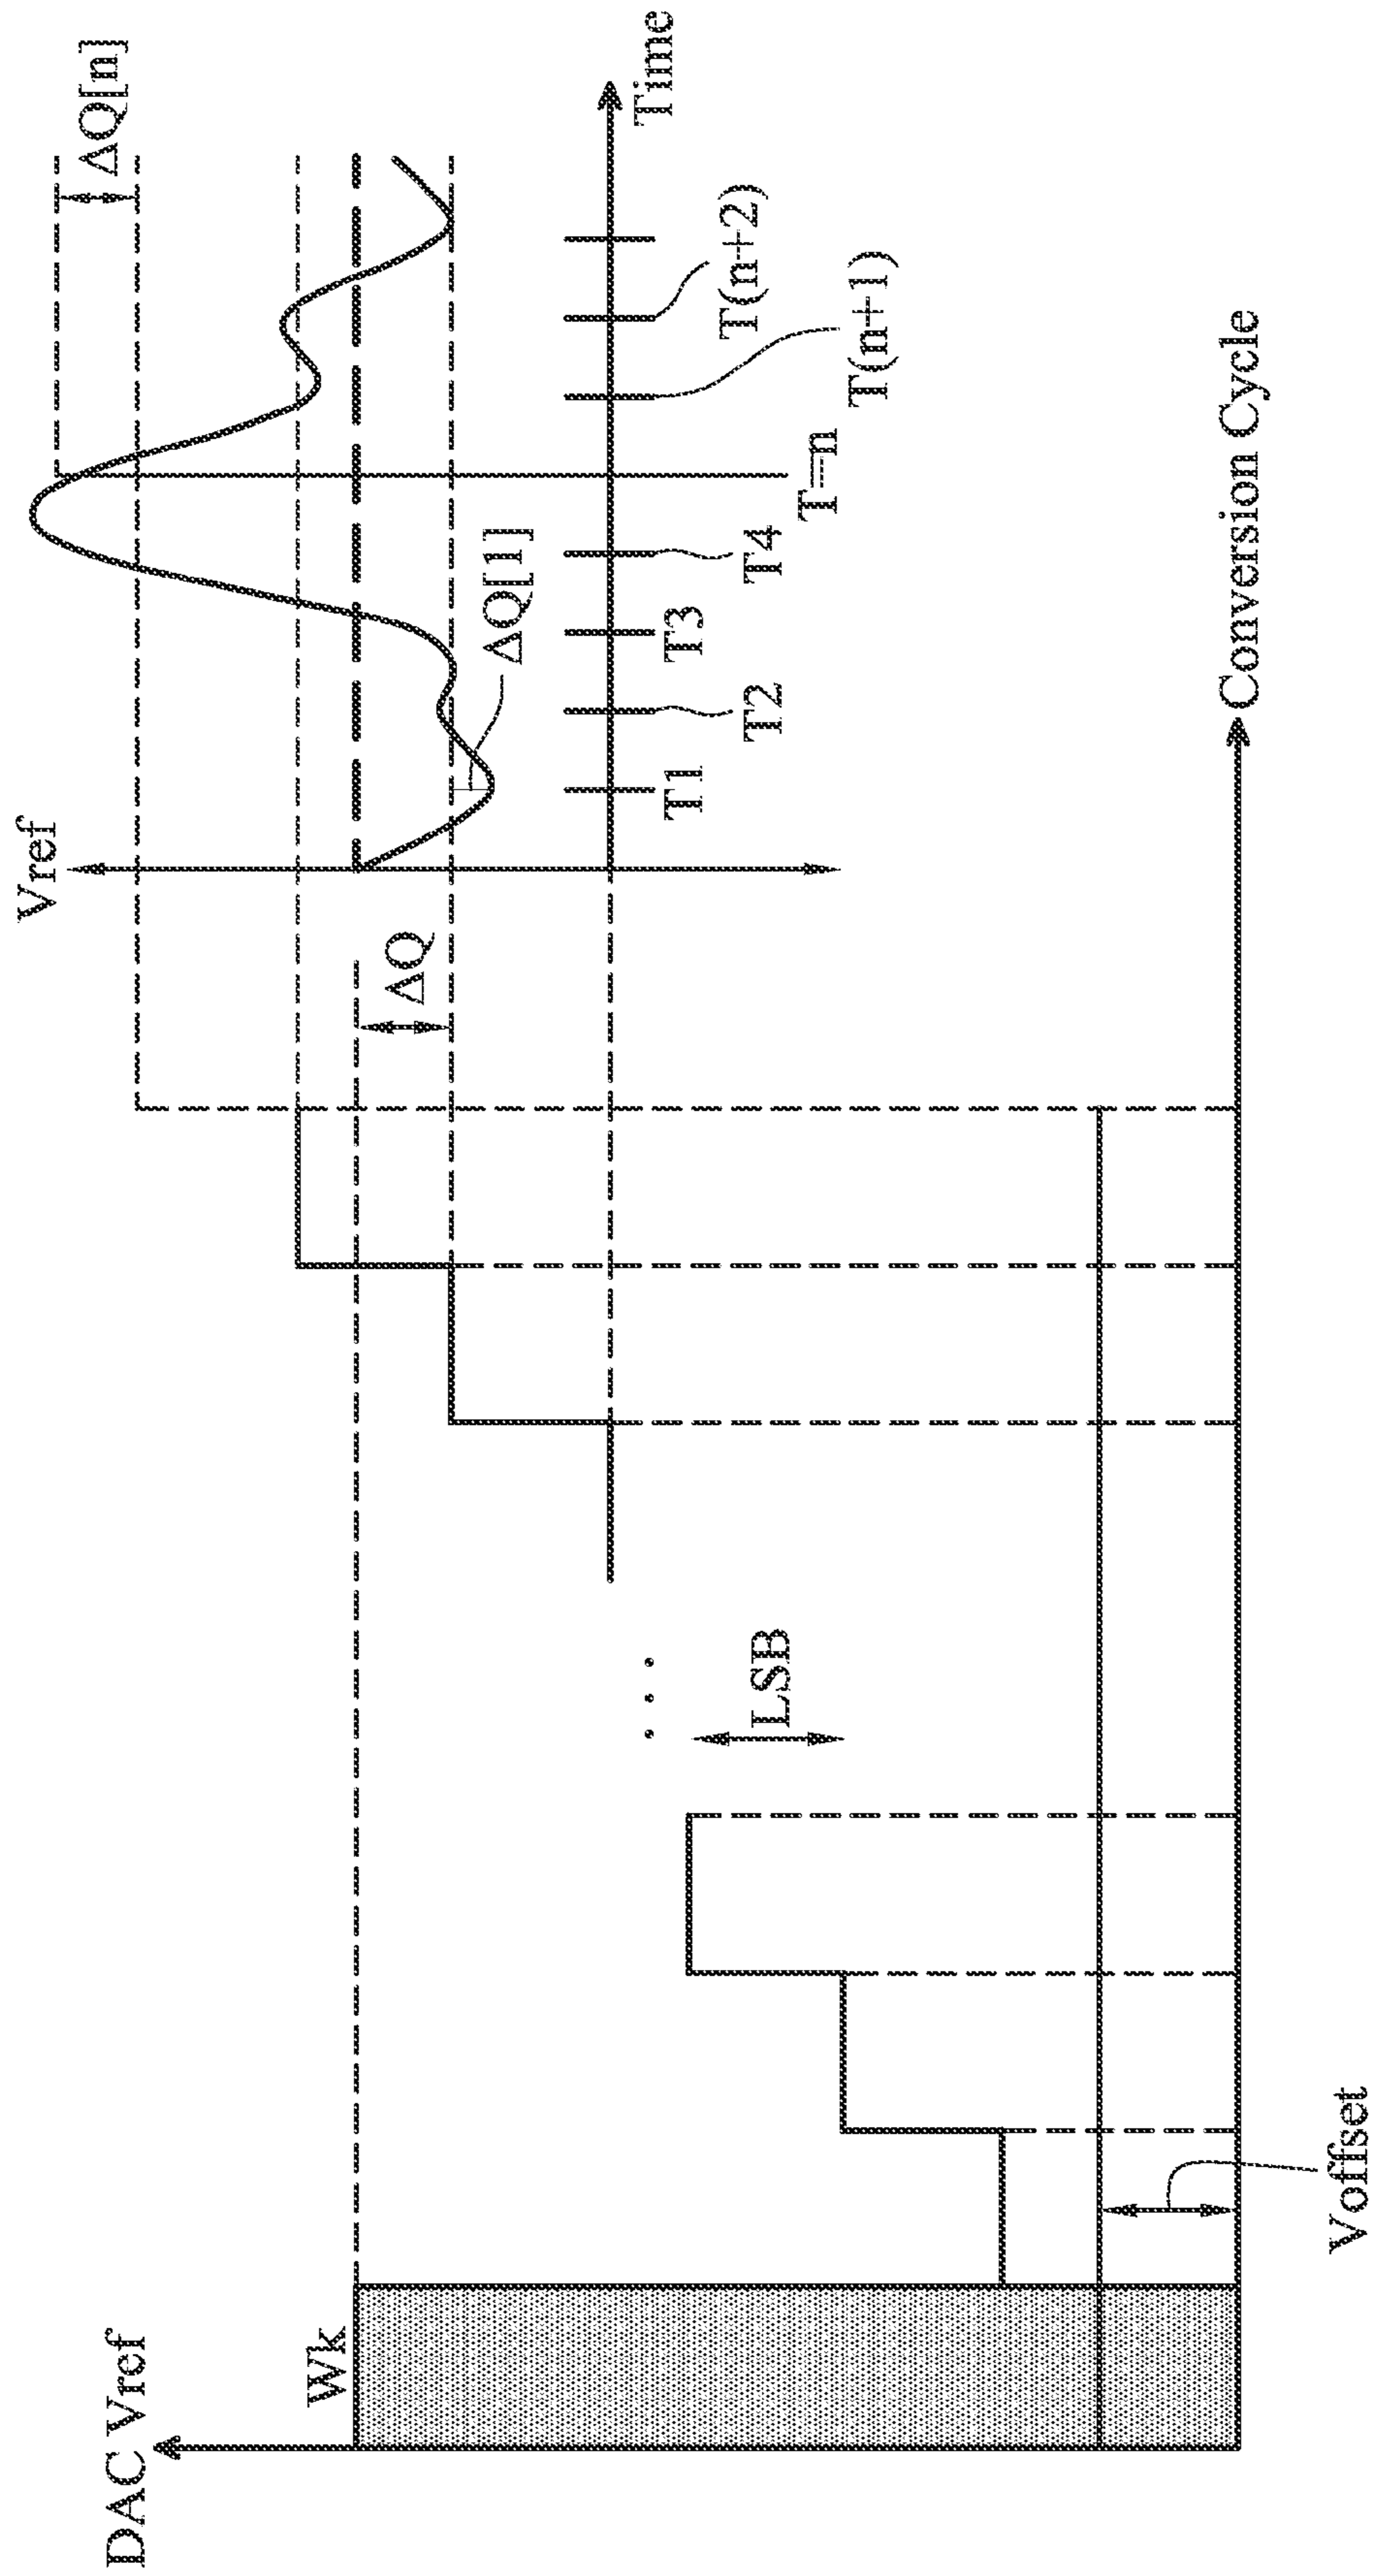 DAC Vref
Wk
Voffset
LSB
. . .
Conversion Cycle
Vref
ΔQ
ΔQ[1]
ΔQ[n]
T1
T2
T3
T4
T=n
T(n+1)
T(n+2)
Time